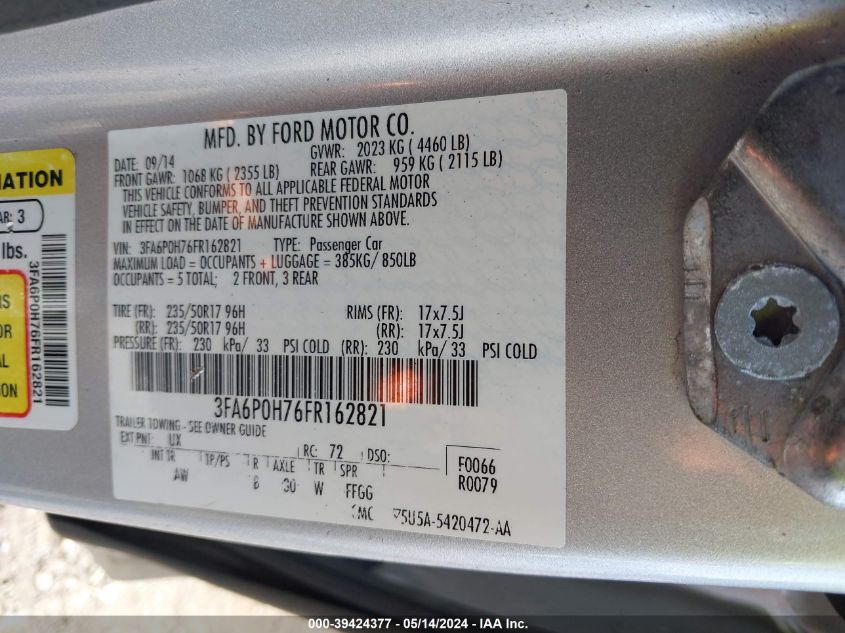 MFD. BY FORD MOTOR CO.
DATE: 09/14 GVWR: 2023 KG ( 4460 LB)
FRONT GAWR: 1068 KG ( 2355 LB) REAR GAWR: 959 KG ( 2115 LB)
THIS VEHICLE CONFORMS TO ALL APPLICABLE FEDERAL MOTOR
VEHICLE SAFETY, BUMPER, AND THEFT PREVENTION STANDARDS
IN EFFECT ON THE DATE OF MANUFACTURE SHOWN ABOVE.
VIN: 3FA6P0H76FR162821 TYPE: Passenger Car
MAXIMUM LOAD = OCCUPANTS + LUGGAGE = 385KG/ 850LB
OCCUPANTS = 5 TOTAL; 2 FRONT, 3 REAR
TIRE (FR): 235/50R17 96H RIMS (FR): 17x7.5J
(RR): 235/50R17 96H (RR): 17x7.5J
PRESSURE (FR): 230 kPa/ 33 PSI COLD (RR): 230 kPa/ 33 PSI COLD
3FA6P0H76FR162821
TRAILER TOWING - SEE OWNER GUIDE
EXT PNT: UX RC: 72 DSO:
INT TR TP/PS R AXLE TR SPR F0066
AW 8 30 W FFGG R0079
5U5A-5420472-AA
MATION
AR: 3
lbs.
RS
OR
AL
ON
3FA6P0H76FR162821
000-39424377 - 05/14/2024 - IAA Inc.